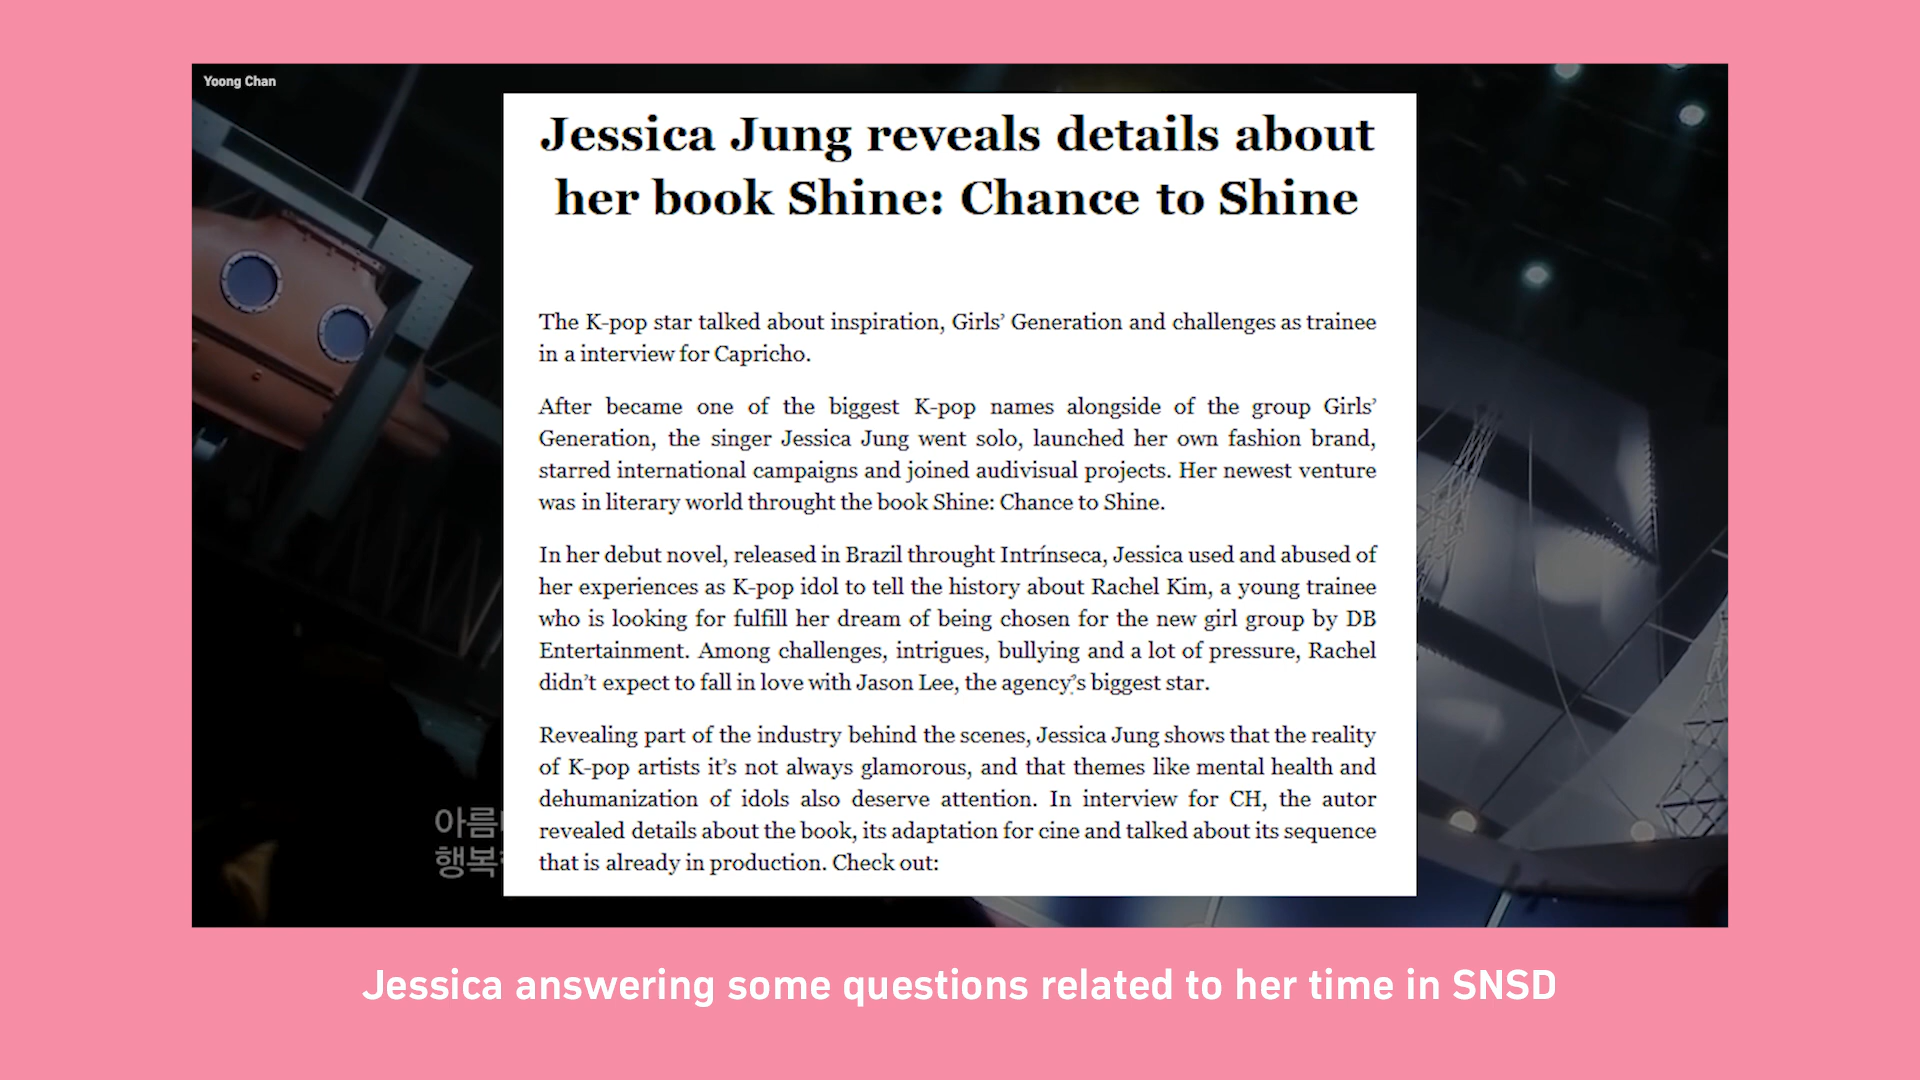 Yoong Chan
Jessica Jung reveals details about
her book Shine: Chance to Shine
The K-pop star talked about inspiration, Girls’ Generation and challenges as trainee
in a interview for Capricho.
After became one of the biggest K-pop names alongside of the group Girls’
Generation, the singer Jessica Jung went solo, launched her own fashion brand,
starred international campaigns and joined audivisual projects. Her newest venture
was in literary world throught the book Shine: Chance to Shine.
In her debut novel, released in Brazil throught Intrínseca, Jessica used and abused of
her experiences as K-pop idol to tell the history about Rachel Kim, a young trainee
who is looking for fulfill her dream of being chosen for the new girl group by DB
Entertainment. Among challenges, intrigues, bullying and a lot of pressure, Rachel
didn’t expect to fall in love with Jason Lee, the agency’s biggest star.
Revealing part of the industry behind the scenes, Jessica Jung shows that the reality
of K-pop artists it’s not always glamorous, and that themes like mental health and
dehumanization of idols also deserve attention. In interview for CH, the autor
revealed details about the book, its adaptation for cine and talked about its sequence
that is already in production. Check out:
아름
행복
Jessica answering some questions related to her time in SNSD